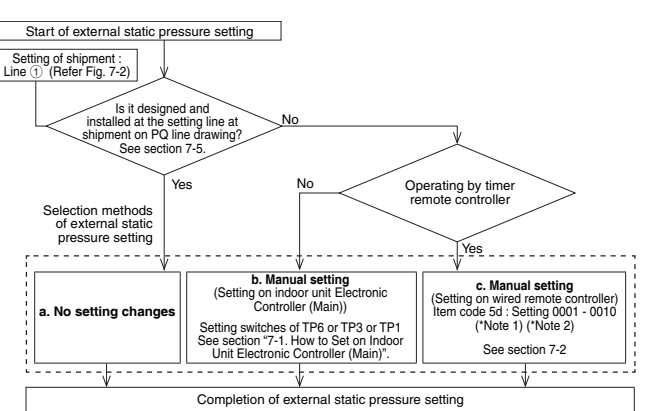 Start of external static pressure setting
Setting of shipment :
Line ① (Refer Fig. 7-2)
Is it designed and
installed at the setting line at
shipment on PQ line drawing?
See section 7-5.
No
Yes
Operating by timer
remote controller
No
Yes
Selection methods
of external static
pressure setting
a. No setting changes
b. Manual setting
(Setting on indoor unit Electronic
Controller (Main))
Setting switches of TP6 or TP3 or TP1
See section “7-1. How to Set on Indoor
Unit Electronic Controller (Main)”.
c. Manual setting
(Setting on wired remote controller)
Item code 5d : Setting 0001 - 0010
(*Note 1) (*Note 2)
See section 7-2
Completion of external static pressure setting